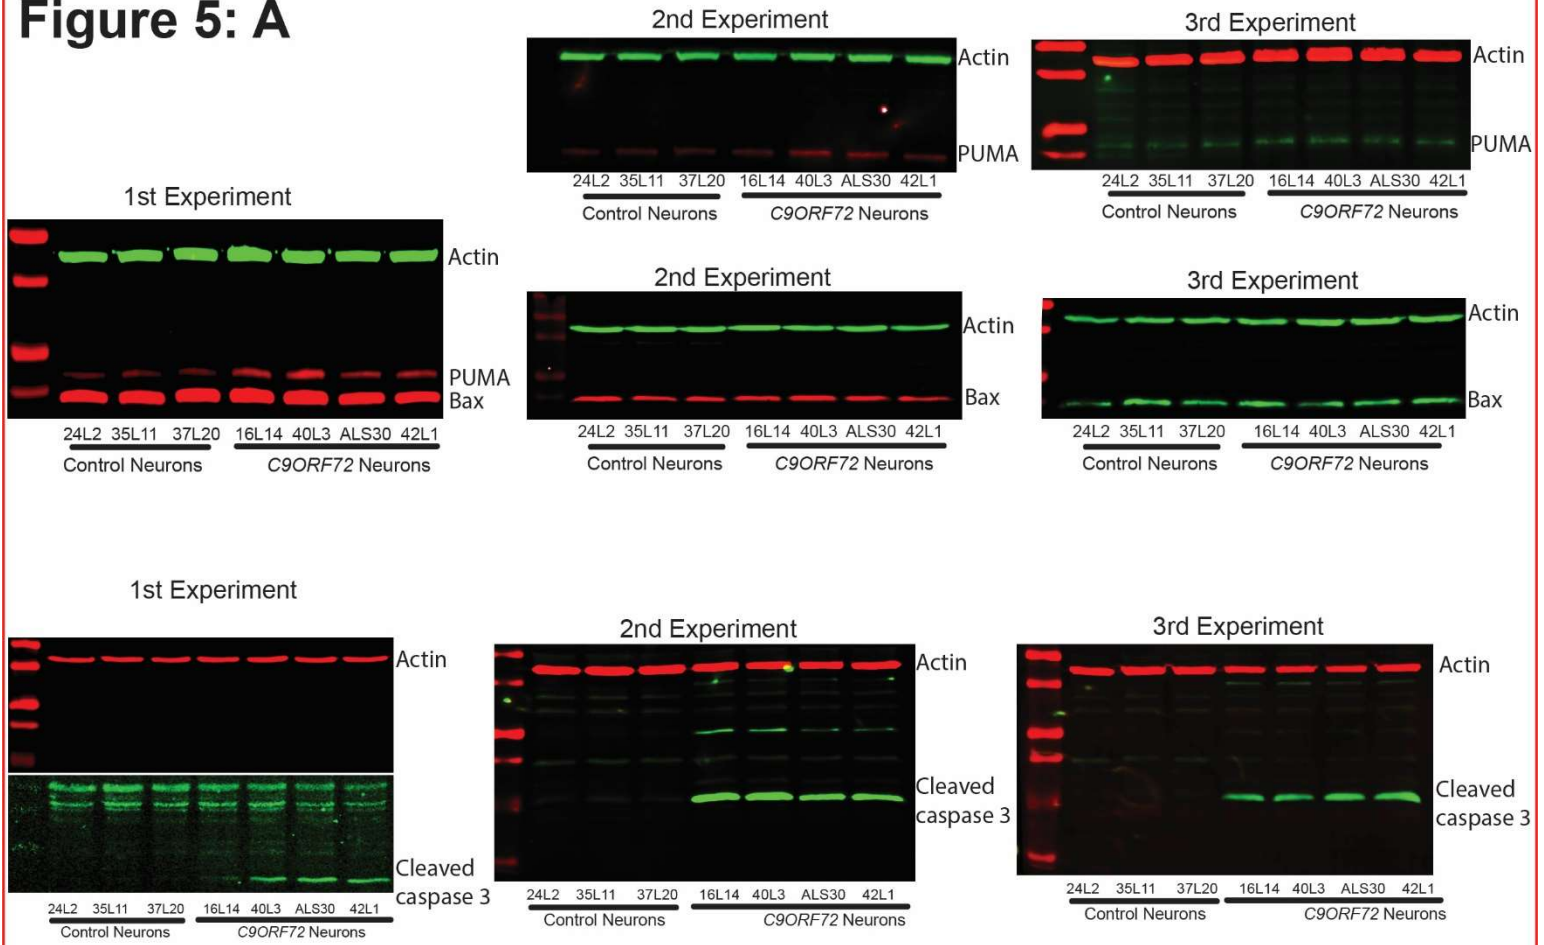 Figure 5: A
2nd Experiment
Actin
PUMA
24L2 35L11 37L20 16L14 40L3 ALS30 42L1
Control Neurons C9ORF72 Neurons
3rd Experiment
Actin
PUMA
24L2 35L11 37L20 16L14 40L3 ALS30 42L1
Control Neurons C9ORF72 Neurons
1st Experiment
Actin
PUMA
Bax
24L2 35L11 37L20 16L14 40L3 ALS30 42L1
Control Neurons C9ORF72 Neurons
2nd Experiment
Actin
Bax
24L2 35L11 37L20 16L14 40L3 ALS30 42L1
Control Neurons C9ORF72 Neurons
3rd Experiment
Actin
Bax
24L2 35L11 37L20 16L14 40L3 ALS30 42L1
Control Neurons C9ORF72 Neurons
1st Experiment
Actin
Cleaved
caspase 3
24L2 35L11 37L20 16L14 40L3 ALS30 42L1
Control Neurons C9ORF72 Neurons
2nd Experiment
Actin
Cleaved
caspase 3
24L2 35L11 37L20 16L14 40L3 ALS30 42L1
Control Neurons C9ORF72 Neurons
3rd Experiment
Actin
Cleaved
caspase 3
24L2 35L11 37L20 16L14 40L3 ALS30 42L1
Control Neurons C9ORF72 Neurons